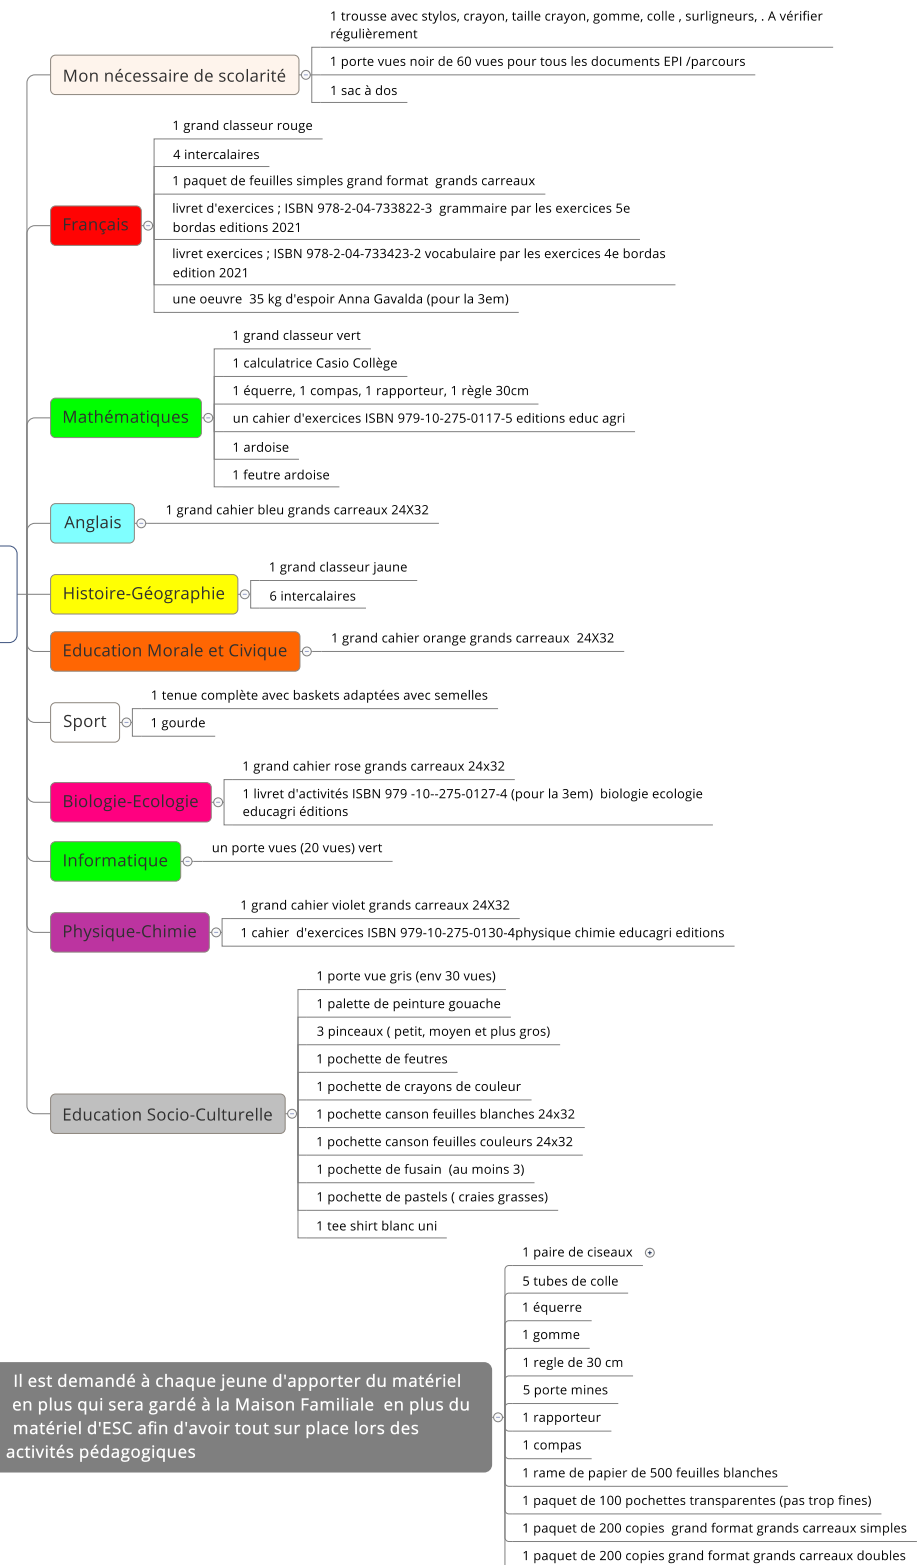 Mon nécessaire de scolarité
1 trousse avec stylos, crayon, taille crayon, gomme, colle , surligneurs, . A vérifier
régulièrement
1 porte vues noir de 60 vues pour tous les documents EPI /parcours
1 sac à dos
Français
1 grand classeur rouge
4 intercalaires
1 paquet de feuilles simples grand format  grands carreaux
livret d'exercices ; ISBN 978-2-04-733822-3  grammaire par les exercices 5e
bordas editions 2021
livret exercices ; ISBN 978-2-04-733423-2 vocabulaire par les exercices 4e bordas
edition 2021
une oeuvre  35 kg d'espoir Anna Gavalda (pour la 3em)
Mathématiques
1 grand classeur vert
1 calculatrice Casio Collège
1 équerre, 1 compas, 1 rapporteur, 1 règle 30cm
un cahier d'exercices ISBN 979-10-275-0117-5 editions educ agri
1 ardoise
1 feutre ardoise
Anglais
1 grand cahier bleu grands carreaux 24X32
Histoire-Géographie
1 grand classeur jaune
6 intercalaires
Education Morale et Civique
1 grand cahier orange grands carreaux  24X32
Sport
1 tenue complète avec baskets adaptées avec semelles
1 gourde
Biologie-Ecologie
1 grand cahier rose grands carreaux 24x32
1 livret d'activités ISBN 979 -10--275-0127-4 (pour la 3em)  biologie ecologie
educagri éditions
Informatique
un porte vues (20 vues) vert
Physique-Chimie
1 grand cahier violet grands carreaux 24X32
1 cahier  d'exercices ISBN 979-10-275-0130-4physique chimie educagri editions
Education Socio-Culturelle
1 porte vue gris (env 30 vues)
1 palette de peinture gouache
3 pinceaux ( petit, moyen et plus gros)
1 pochette de feutres
1 pochette de crayons de couleur
1 pochette canson feuilles blanches 24x32
1 pochette canson feuilles couleurs 24x32
1 pochette de fusain  (au moins 3)
1 pochette de pastels ( craies grasses)
1 tee shirt blanc uni
Il est demandé à chaque jeune d'apporter du matériel
en plus qui sera gardé à la Maison Familiale  en plus du
matériel d'ESC afin d'avoir tout sur place lors des
activités pédagogiques
1 paire de ciseaux
5 tubes de colle
1 équerre
1 gomme
1 regle de 30 cm
5 porte mines
1 rapporteur
1 compas
1 rame de papier de 500 feuilles blanches
1 paquet de 100 pochettes transparentes (pas trop fines)
1 paquet de 200 copies  grand format grands carreaux simples
1 paquet de 200 copies grand format grands carreaux doubles